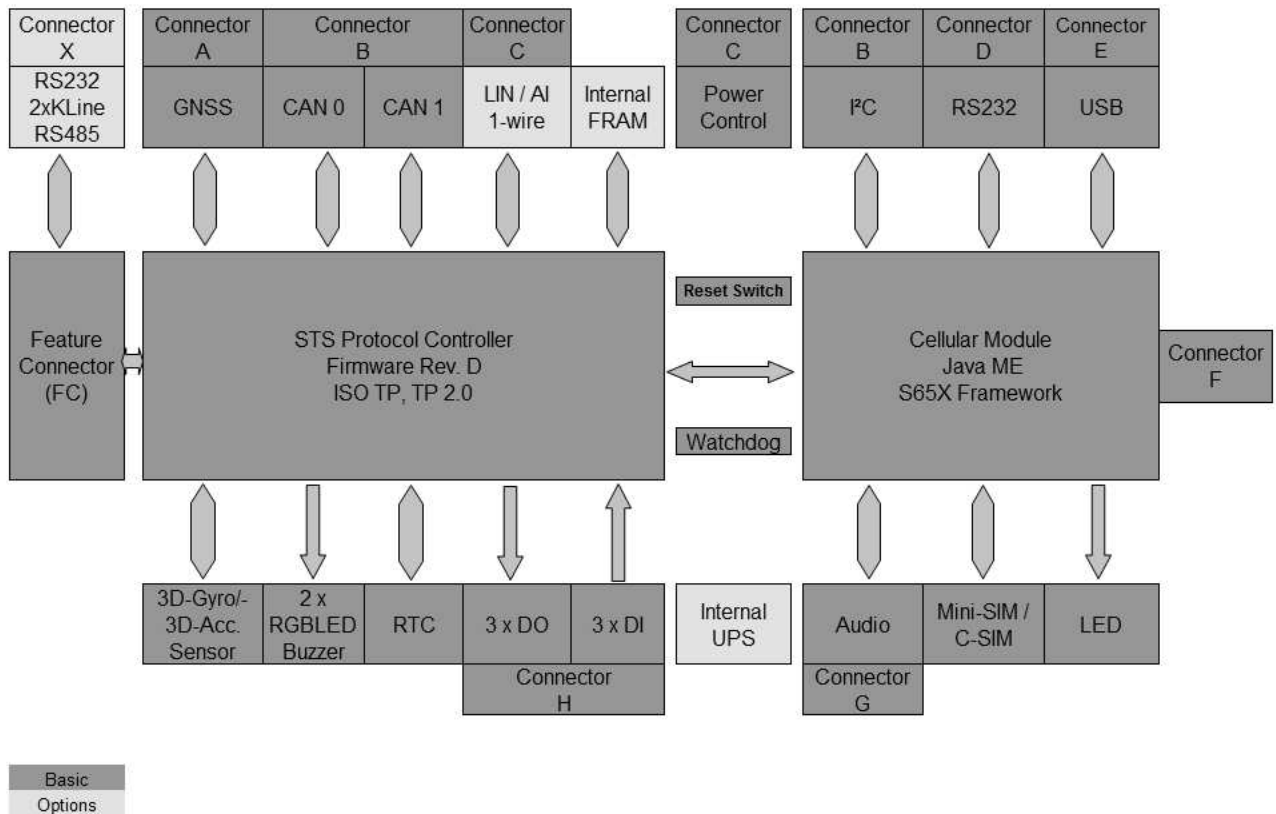 Connector
X
Connector
A
Connector
B
Connector
C
Connector
C
Connector
B
Connector
D
Connector
E
RS232
2xKLine
RS485
GNSS
CAN 0
CAN 1
LIN / AI
1-wire
Internal
FRAM
Power
Control
I²C
RS232
USB
Feature
Connector
(FC)
STS Protocol Controller
Firmware Rev. D
ISO TP, TP 2.0
Reset Switch
Watchdog
Cellular Module
Java ME
S65X Framework
Connector
F
3D-Gyro/-
3D-Acc.
Sensor
2 x
RGBLED
Buzzer
RTC
3 x DO
3 x DI
Connector
H
Internal
UPS
Audio
Mini-SIM /
C-SIM
LED
Connector
G
Basic
Options